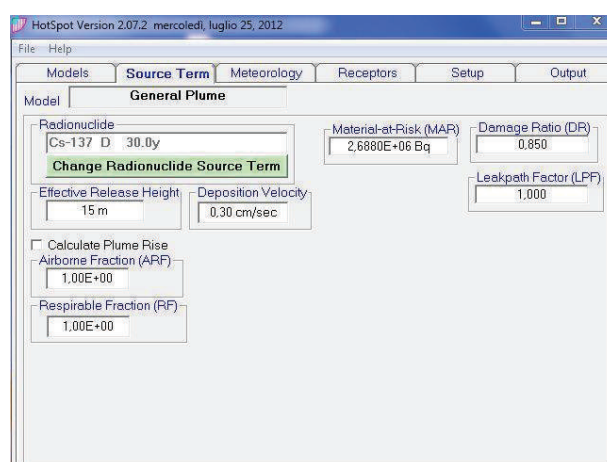 HotSpot Version 2.07.2 mercoledì, luglio 25, 2012
File Help
Models Source Term Meteorology Receptors Setup Output
Model General Plume
Radionuclide Material-at-Risk (MAR) Damage Ratio (DR)
Cs-137 D 30.0y 2,6880E+06 Bq 0,850
Change Radionuclide Source Term
Leakpath Factor (LPF)
Effective Release Height Deposition Velocity 1,000
15 m 0,30 cm/sec
Calculate Plume Rise
Airborne Fraction (ARF)
1,00E+00
Respirable Fraction (RF)
1,00E+00